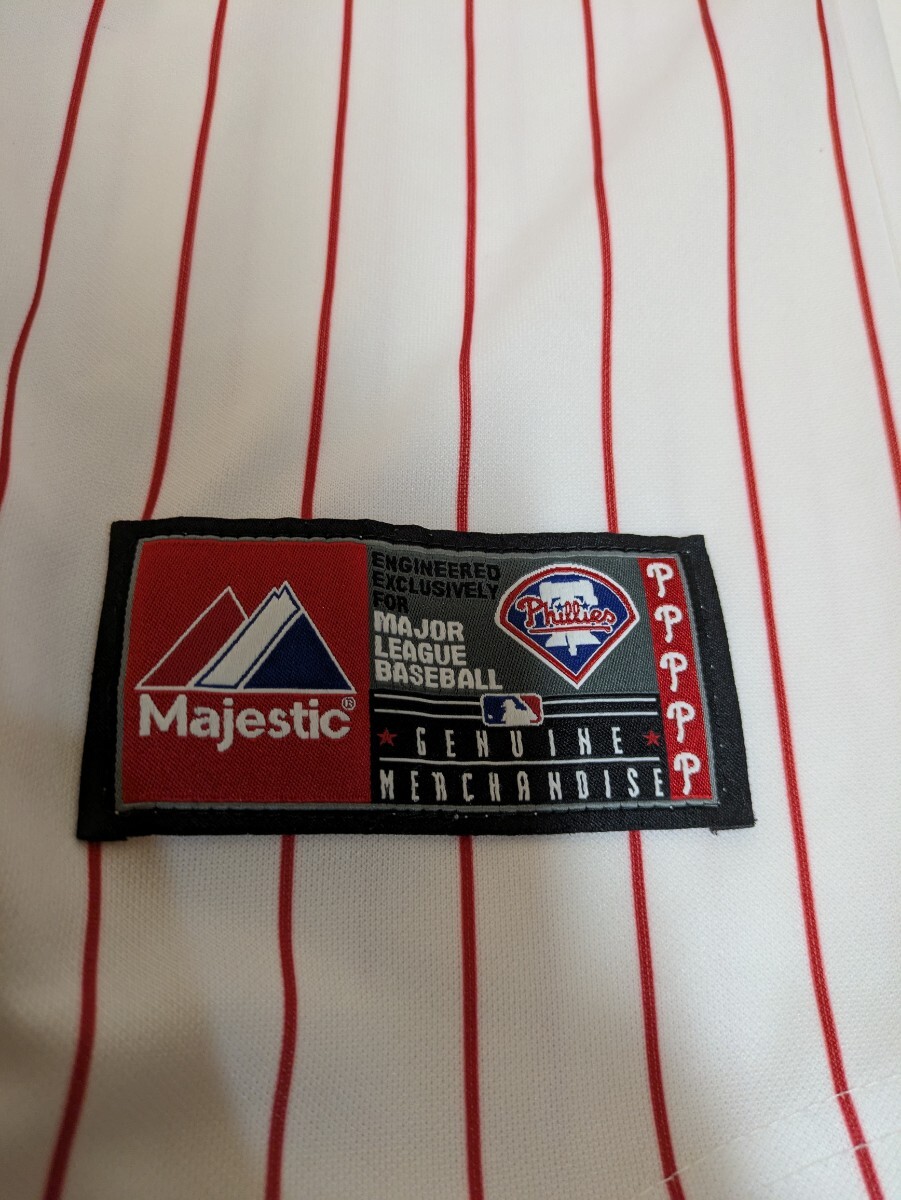 Majestic®
ENGINEERED
EXCLUSIVELY
FOR
MAJOR
LEAGUE
BASEBALL
Phillies
GENUINE
MERCHANDISE
P
P
P
P
P